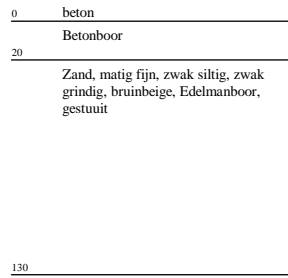 0 beton
Betonboor
20
Zand, matig fijn, zwak siltig, zwak
grindig, bruinbeige, Edelmanboor,
gestuuit
130